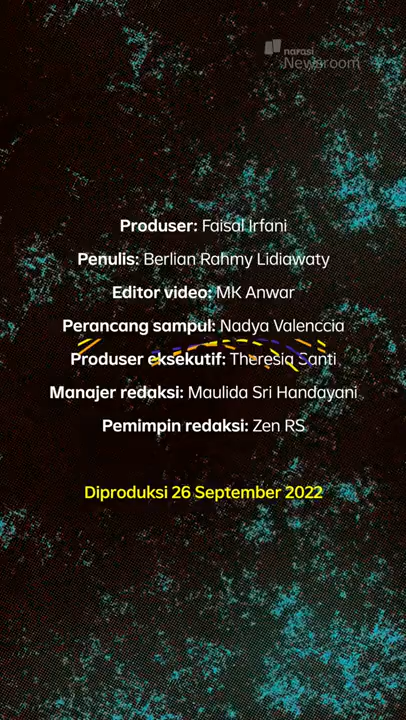 narasi
Newsroom
Produser: Faisal Irfani
Penulis: Berlian Rahmy Lidiawaty
Editor video: MK Anwar
Perancang sampul: Nadya Valenccia
Produser eksekutif: Theresia Santi
Manajer redaksi: Maulida Sri Handayani
Pemimpin redaksi: Zen RS
Diproduksi 26 September 2022